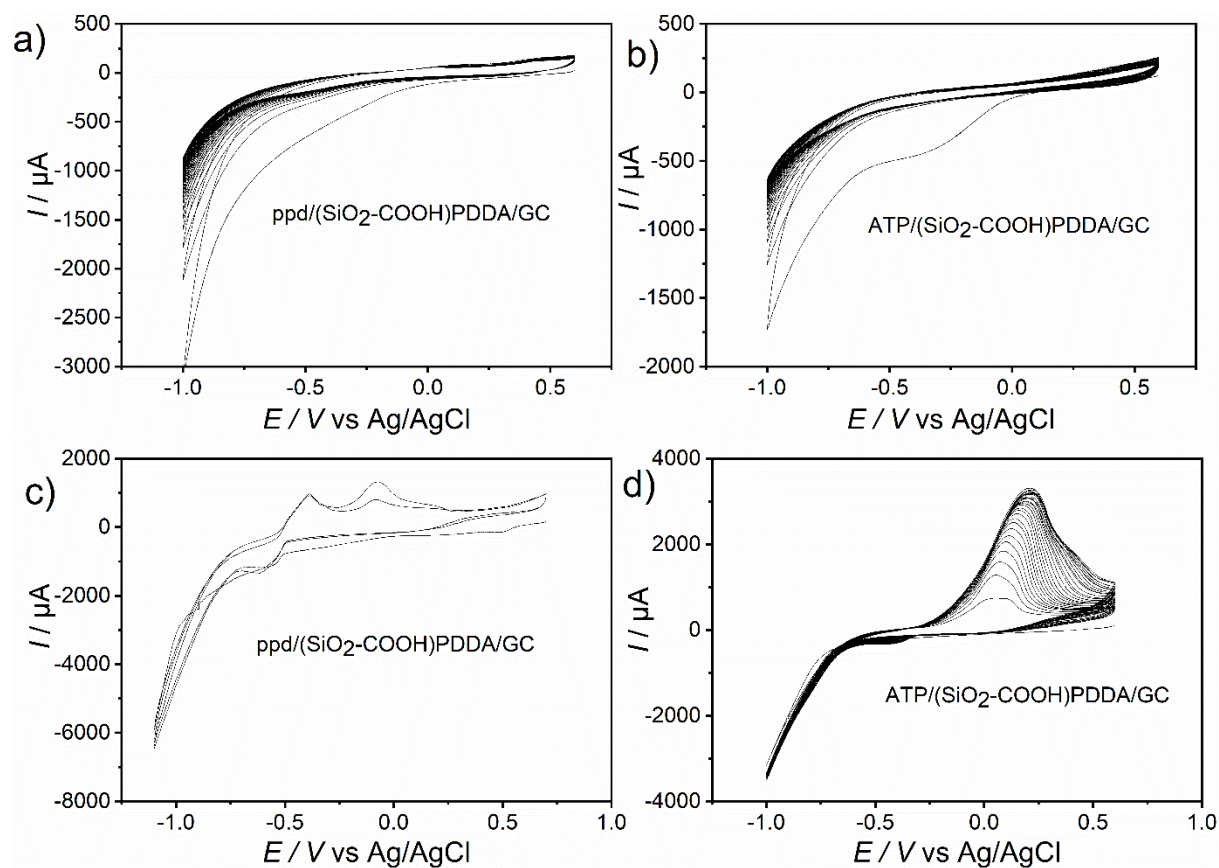 a)
500
0
-500
-1000
-1500
-2000
-2500
-3000
I / µA
ppd/(SiO2-COOH)PDDA/GC
-1.0 -0.5 0.0 0.5
E / V vs Ag/AgCl
b)
500
250
0
-500
-1000
-1500
-2000
I / µA
ATP/(SiO2-COOH)PDDA/GC
-1.0 -0.5 0.0 0.5
E / V vs Ag/AgCl
c)
2000
0
-2000
-4000
-6000
-8000
I / µA
ppd/(SiO2-COOH)PDDA/GC
-1.0 -0.5 0.0 0.5 1.0
E / V vs Ag/AgCl
d)
4000
2000
0
-2000
-4000
I / µA
ATP/(SiO2-COOH)PDDA/GC
-1.0 -0.5 0.0 0.5 1.0
E / V vs Ag/AgCl